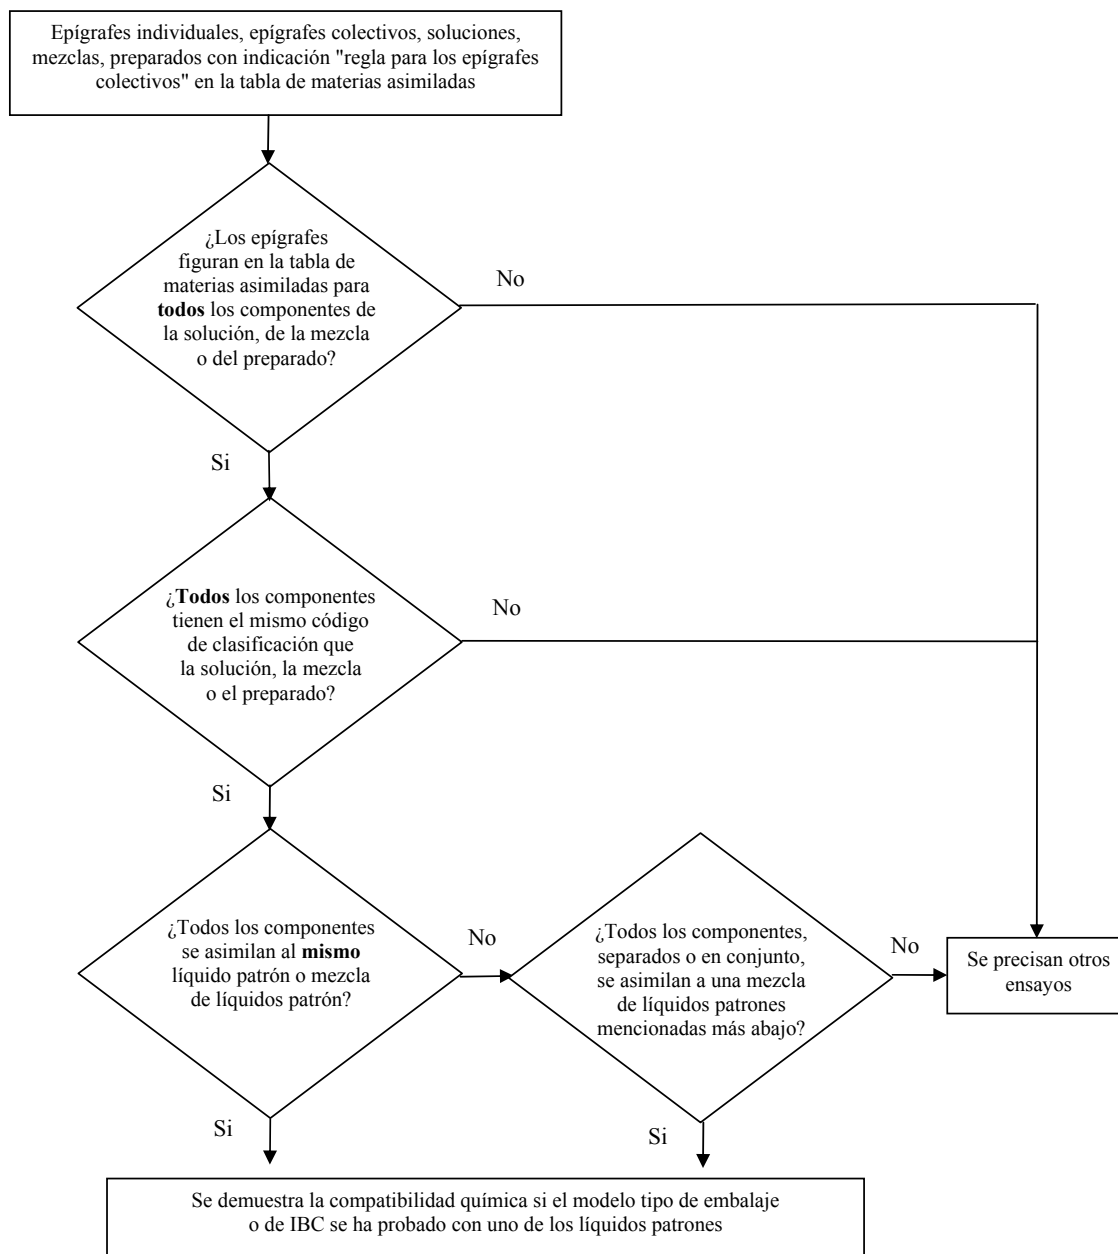 Epígrafes individuales, epígrafes colectivos, soluciones,
mezclas, preparados con indicación "regla para los epígrafes
colectivos" en la tabla de materias asimiladas
¿Los epígrafes
figuran en la tabla de
materias asimiladas para
todos los componentes de
la solución, de la mezcla
o del preparado?
No
Si
¿Todos los componentes
tienen el mismo código
de clasificación que
la solución, la mezcla
o el preparado?
No
Si
¿Todos los componentes
se asimilan al mismo
líquido patrón o mezcla
de líquidos patrón?
No
¿Todos los componentes,
separados o en conjunto,
se asimilan a una mezcla
de líquidos patrones
mencionadas más abajo?
No
Se precisan otros
ensayos
Si
Si
Se demuestra la compatibilidad química si el modelo tipo de embalaje
o de IBC se ha probado con uno de los líquidos patrones